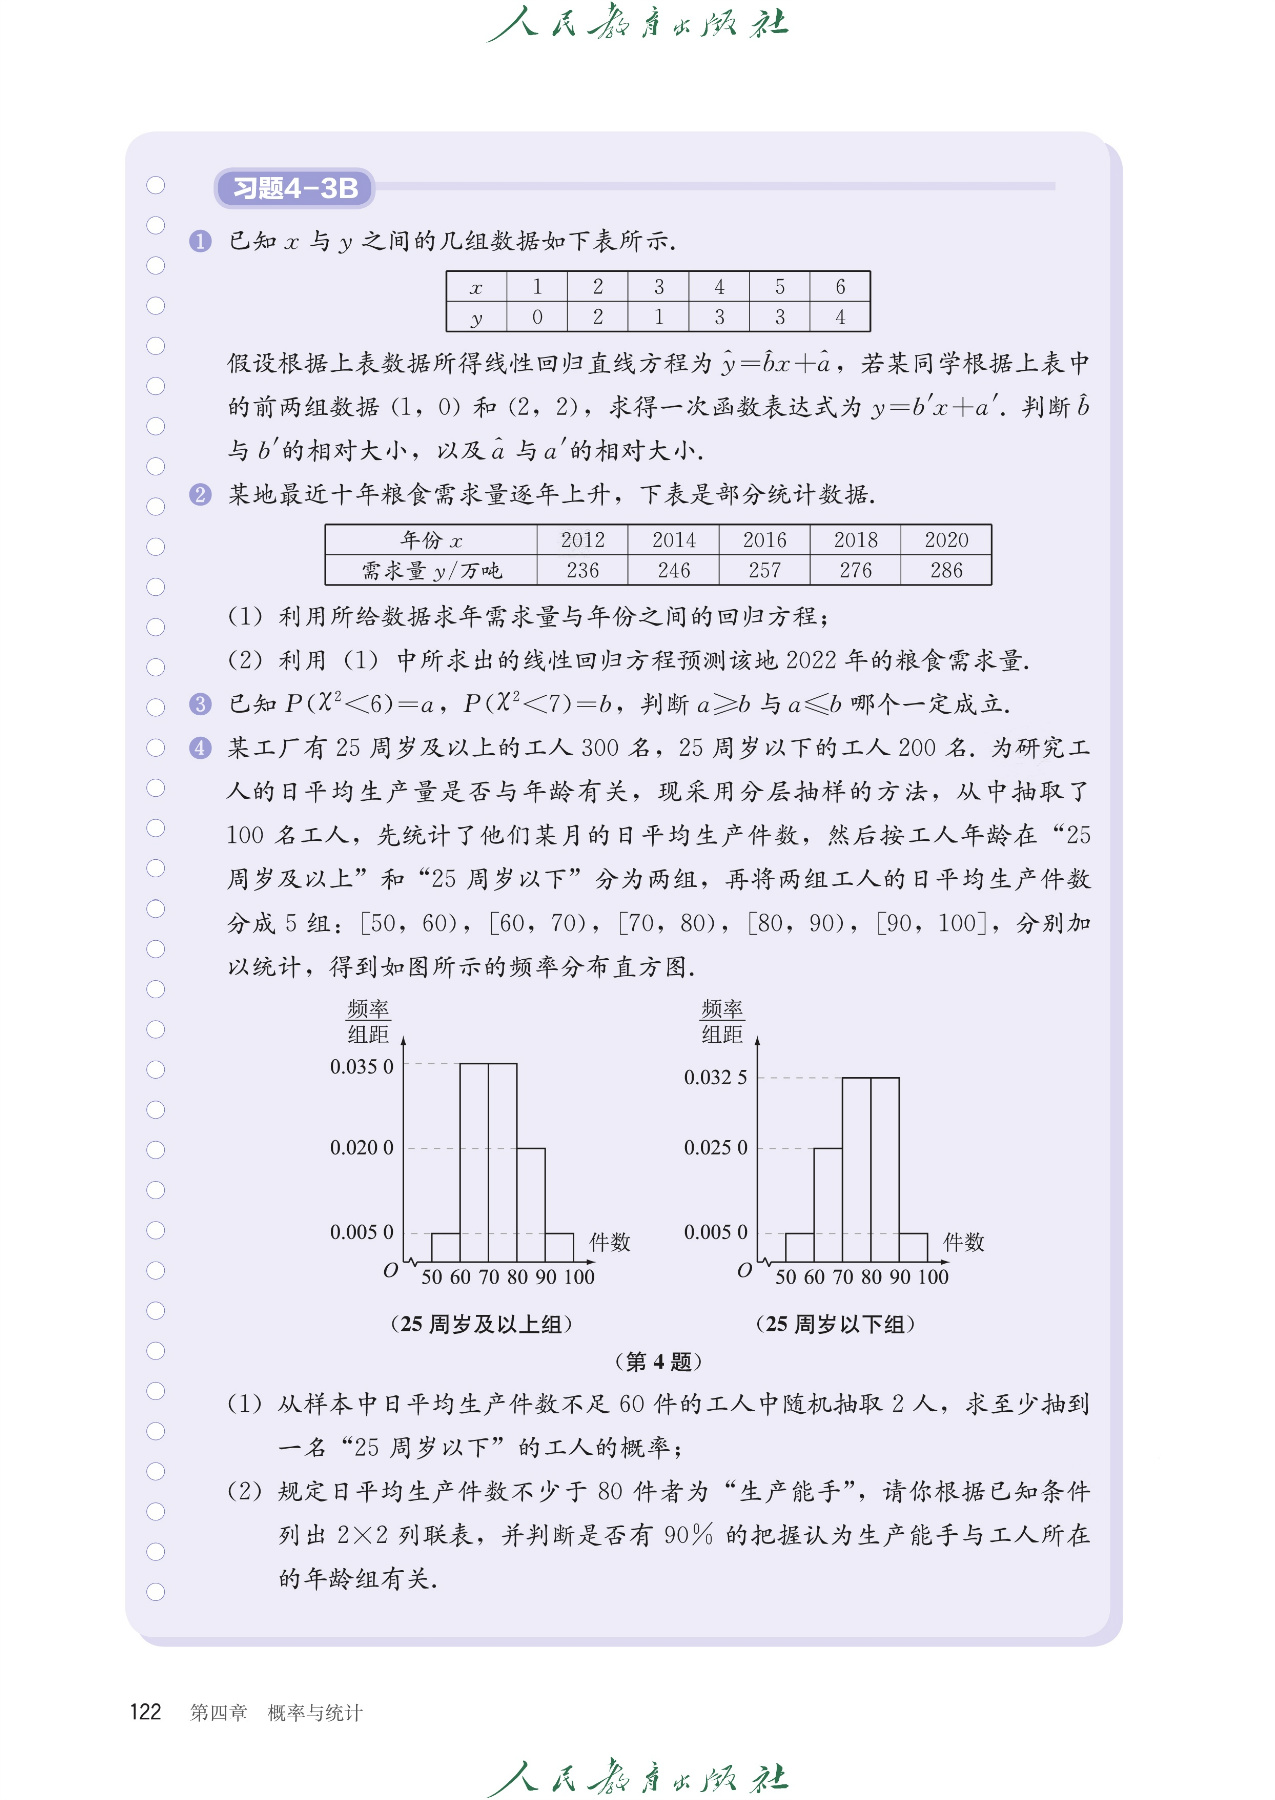 人民教育出版社
习题4-3B
❶ 已知 x 与 y 之间的几组数据如下表所示.
x 1 2 3 4 5 6
y 0 2 1 3 3 4
假设根据上表数据所得线性回归直线方程为 ŷ=b̂x+â，若某同学根据上表中
的前两组数据 (1，0) 和 (2，2)，求得一次函数表达式为 y=b′x+a′. 判断 b̂
与 b′的相对大小，以及 â 与 a′的相对大小.
❷ 某地最近十年粮食需求量逐年上升，下表是部分统计数据.
年份 x 2012 2014 2016 2018 2020
需求量 y/万吨 236 246 257 276 286
（1）利用所给数据求年需求量与年份之间的回归方程；
（2）利用（1）中所求出的线性回归方程预测该地 2022 年的粮食需求量.
❸ 已知 P(χ²<6)=a，P(χ²<7)=b，判断 a⩾b 与 a⩽b 哪个一定成立.
❹ 某工厂有 25 周岁及以上的工人 300 名，25 周岁以下的工人 200 名. 为研究工
人的日平均生产量是否与年龄有关，现采用分层抽样的方法，从中抽取了
100 名工人，先统计了他们某月的日平均生产件数，然后按工人年龄在“25
周岁及以上”和“25 周岁以下”分为两组，再将两组工人的日平均生产件数
分成 5 组：[50，60)，[60，70)，[70，80)，[80，90)，[90，100]，分别加
以统计，得到如图所示的频率分布直方图.
频率
组距
0.035 0
0.020 0
0.005 0
件数
O 50 60 70 80 90 100
（25 周岁及以上组）
频率
组距
0.032 5
0.025 0
0.005 0
件数
O 50 60 70 80 90 100
（25 周岁以下组）
（第 4 题）
（1）从样本中日平均生产件数不足 60 件的工人中随机抽取 2 人，求至少抽到
一名“25 周岁以下”的工人的概率；
（2）规定日平均生产件数不少于 80 件者为“生产能手”，请你根据已知条件
列出 2×2 列联表，并判断是否有 90% 的把握认为生产能手与工人所在
的年龄组有关.
122 第四章 概率与统计
人民教育出版社